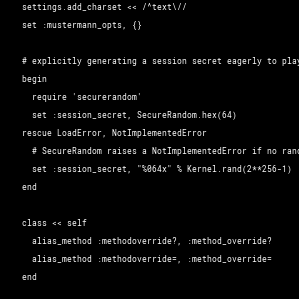 settings.add_charset << /^text\//
set :mustermann_opts, {}
# explicitly generating a session secret eagerly to play
begin
require 'securerandom'
set :session_secret, SecureRandom.hex(64)
rescue LoadError, NotImplementedError
# SecureRandom raises a NotImplementedError if no
set :session_secret, "%064x" % Kernel.rand(2**256-1)
end
class << self
alias_method :methodoverride?, :method_override?
alias_method :methodoverride=, :method_override=
end